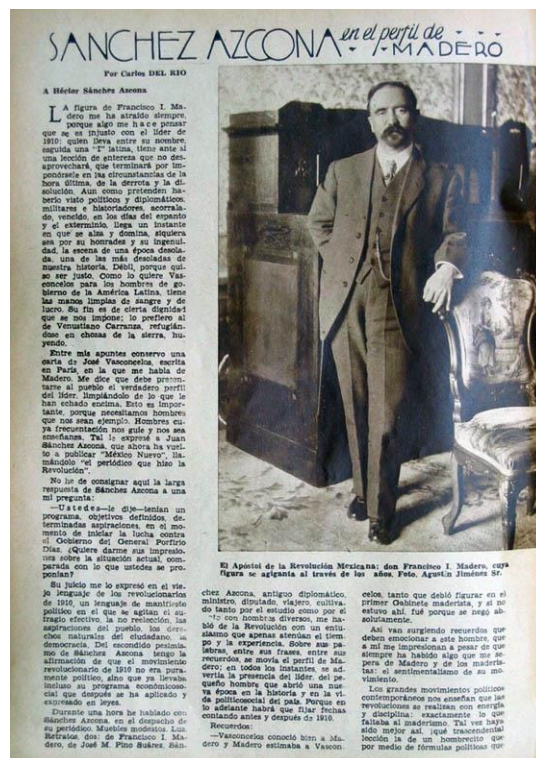 SANCHEZ AZCONA en el perfil de
MADERO
Por Carlos DEL RIO
A Héctor Sánchez Azcona
LA figura de Francisco I. Ma-
dero me ha atraído siempre,
porque algo me hace pensar
que se es injusto con el líder de
1910: quien lleva entre su nombre,
esguida una "I" latina, tiene ante sí
una lección de entereza que no des-
aprovechará, que terminará por im-
ponérsele en las circunstancias de la
hora última, de la derrota y la di-
solución. Aun como pretenden ha-
berlo visto políticos y diplomáticos,
militares e historiadores, acorrala-
do, vencido, en los días del espanto
y el exterminio, llega un instante
en que se alza y domina, siquiera
sea por su honradez y su ingenui-
dad, la escena de una época desola-
da, una de las más desoladas de
nuestra historia. Débil, porque qui-
so ser justo. Como lo quiere Vas-
concelos para los hombres de go-
bierno de la América Latina, tiene
las manos limpias de sangre y de
lucro. Su fin es de cierta dignidad
que se nos impone; lo prefiero al
de Venustiano Carranza, refugián-
dose en chozas de la sierra, hu-
yendo.
Entre mis apuntes conservo una
carta de José Vasconcelos, escrita
en París, en la que me habla de
Madero. Me dice que debe presen-
tarse al pueblo el verdadero perfil
del líder, limpiándolo de lo que le
han echado encima. Esto es impor-
tante, porque necesitamos hombres
que nos sean ejemplo. Hombres cu-
ya frecuentación nos guíe y nos sea
enseñanza. Tal le expresé a Juan
Sánchez Azcona, que ahora ha vuel-
to a publicar "México Nuevo", lla-
mándolo "el periódico que hizo la
Revolución".
No he de consignar aquí la larga
respuesta de Sánchez Azcona a una
mi pregunta:
—Ustedes—le dije—tenían un
programa, objetivos definidos, de-
terminadas aspiraciones, en el mo-
mento de iniciar la lucha contra
el Gobierno del General Porfirio
Díaz. ¿Quiere darme sus impresio-
nes sobre la situación actual, com-
parada con lo que ustedes se pro-
ponían?
Su juicio me lo expresó en el vie-
jo lenguaje de los revolucionarios
de 1910, un lenguaje de manifiesto
político en el que se agitan el su-
fragio efectivo, la no reelección, las
aspiraciones del pueblo, los dere-
chos naturales del ciudadano, la
democracia. Del escondido pesimis-
mo de Sánchez Azcona tengo la
afirmación de que el movimiento
revolucionario de 1910 no era pura-
mente político, sino que ya llevaba
incluso su programa económicoso-
cial que después se ha aplicado y
expresado en leyes.
Durante una hora he hablado con
Sánchez Azcona, en el despacho de
su periódico. Muebles modestos. Luz.
Retratos, dos: de Francisco I. Ma-
dero, de José M. Pino Suárez. Sán-
El Apóstol de la Revolución Mexicana: don Francisco I. Madero, cuya
figura se agiganta al través de los años. Foto. Agustín Jiménez Sr.
chez Azcona, antiguo diplomático,
ministro, diputado, viajero, cultiva-
do tanto por el estudio como por el
con hombres diversos, me ha-
bló de la Revolución con un entu-
siasmo que apenas atenúan el tiem-
po y la experiencia. Sobre sus pa-
labras, entre sus frases, entre sus
recuerdos, se movía el perfil de Ma-
dero; en todos los instantes, se ad-
vertía la presencia del líder, del pe-
queño hombre que abrió una nue-
va época en la historia y en la vi-
da políticosocial del país. Porque en
lo adelante habrá que fijar fechas
contando antes y después de 1910.
Recuerdos:
—Vasconcelos conoció bien a Ma-
dero y Madero estimaba a Vascon-
celos, tanto que debió figurar en el
primer Gabinete maderista, y si no
estuvo ahí, fué porque se negó ab-
solutamente.
Así van surgiendo recuerdos que
deben emocionar a este hombre, que
a mí me impresionan a pesar de que
siempre ha habido algo que me se-
pera de Madero y de los maderis-
tas: el sentimentalismo de su mo-
vimiento.
Los grandes movimientos políticos
contemporáneos nos enseñan que las
revoluciones se realizan con energía
y disciplina: exactamente lo que
faltaba al maderismo. Tal vez haya
sido mejor así, ¡qué trascendental
lección la de un hombrecito que
por medio de fórmulas políticas que